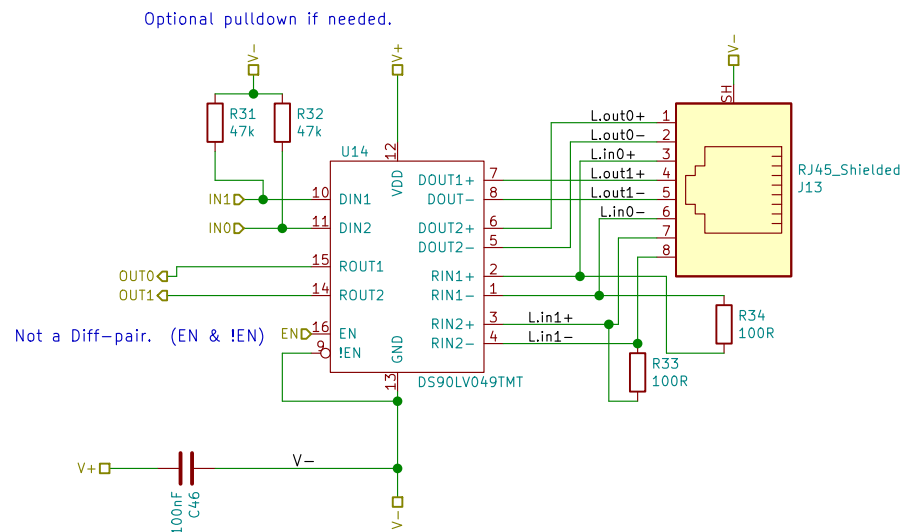 Optional pulldown if needed.
V-
V+
V-
R31
47k
R32
47k
U14
12
VDD
SH
L.out0+
1
L.out0-
2
L.in0+
3
L.out1+
4
L.out1-
5
L.in0-
6
7
8
RJ45_Shielded
J13
IN1
10
DIN1
DOUT1+
7
DOUT-
8
IN0
11
DIN2
DOUT2+
6
DOUT2-
5
OUT0
15
ROUT1
RIN1+
2
OUT1
14
ROUT2
RIN1-
1
Not a Diff-pair.  (EN & !EN)
EN
16
EN
RIN2+
3
L.in1+
9
!EN
RIN2-
4
L.in1-
GND
13
DS90LV049TMT
R34
100R
R33
100R
V+
V-
100nF
C46
V-